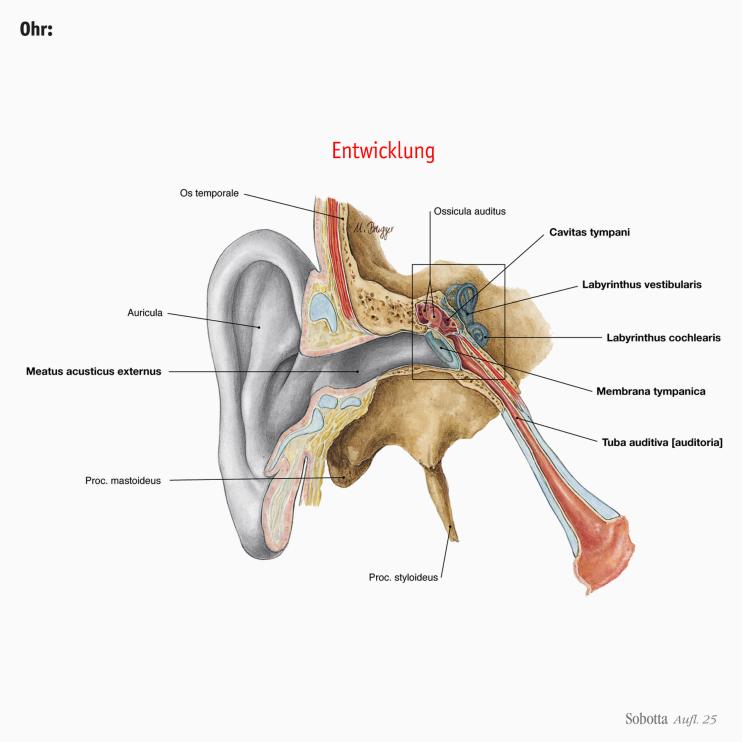 Ohr:
Entwicklung
Os temporale
Ossicula auditus
Cavitas tympani
Labyrinthus vestibularis
Auricula
Labyrinthus cochlearis
Meatus acusticus externus
Membrana tympanica
Tuba auditiva [auditoria]
Proc. mastoideus
Proc. styloideus
Sobotta Aufl. 25